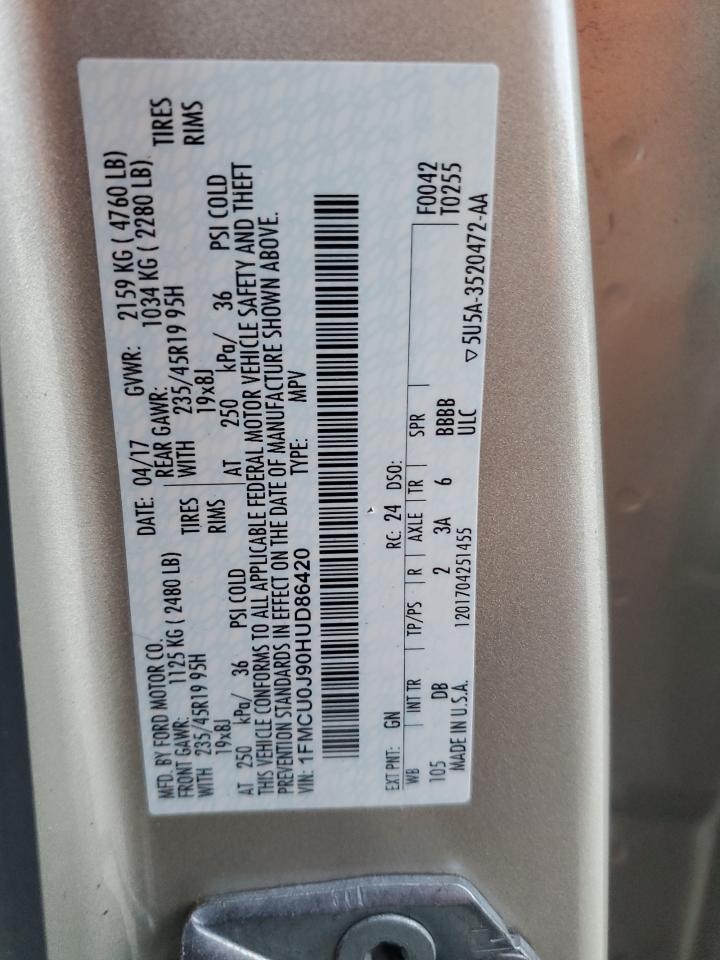 MFD. BY FORD MOTOR CO. DATE: 04/17 GVWR: 2159 KG ( 4760 LB)
FRONT GAWR: 1125 KG ( 2480 LB) REAR GAWR: 1034 KG ( 2280 LB)
WITH 235/45R19 95H TIRES WITH 235/45R19 95H TIRES
19x8J RIMS 19x8J RIMS
AT 250 kPa/ 36 PSI COLD AT 250 kPa/ 36 PSI COLD
THIS VEHICLE CONFORMS TO ALL APPLICABLE FEDERAL MOTOR VEHICLE SAFETY AND THEFT
PREVENTION STANDARDS IN EFFECT ON THE DATE OF MANUFACTURE SHOWN ABOVE.
VIN: 1FMCU0J90HUD86420 TYPE: MPV
EXT PNT: GN RC: 24 DSO: F0042
WB INT TR TP/PS R AXLE TR SPR T0255
105 DB 2 3A 6 BBBB
ULC
MADE IN U.S.A. 1201704251455 ▽5U5A-3520472-AA